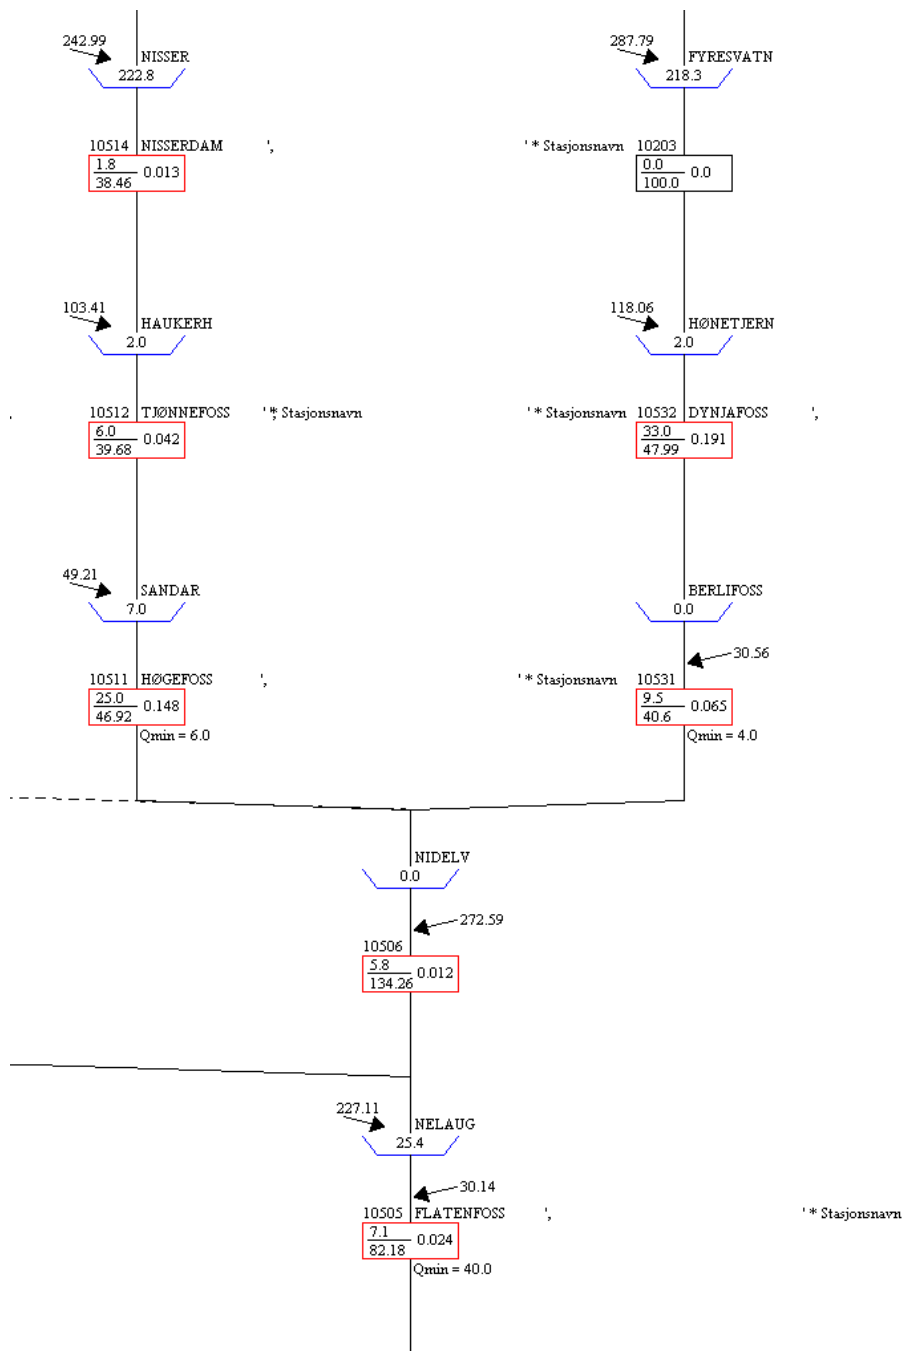 242.99
NISSER
222.8
287.79
FYRESVATN
218.3
10514 NISSERDAM ',
' * Stasjonsnavn 10203
1.8 0.013
38.46
0.0 0.0
100.0
103.41
HAUKERH
2.0
118.06
HØNETJERN
2.0
, 10512 TJØNNEFOSS ', ' * Stasjonsnavn
' * Stasjonsnavn 10532 DYNJAFOSS ',
6.0 0.042
39.68
33.0 0.191
47.99
49.21
SANDAR
7.0
BERLIFOSS
0.0
30.56
10511 HØGEFOSS ',
' * Stasjonsnavn 10531
25.0 0.148
46.92
Qmin = 6.0
9.5 0.065
40.6
Qmin = 4.0
NIDELV
0.0
272.59
10506
5.8 0.012
134.26
227.11
NELAUG
25.4
30.14
10505 FLATENFOSS ', ' * Stasjonsnavn
7.1 0.024
82.18
Qmin = 40.0